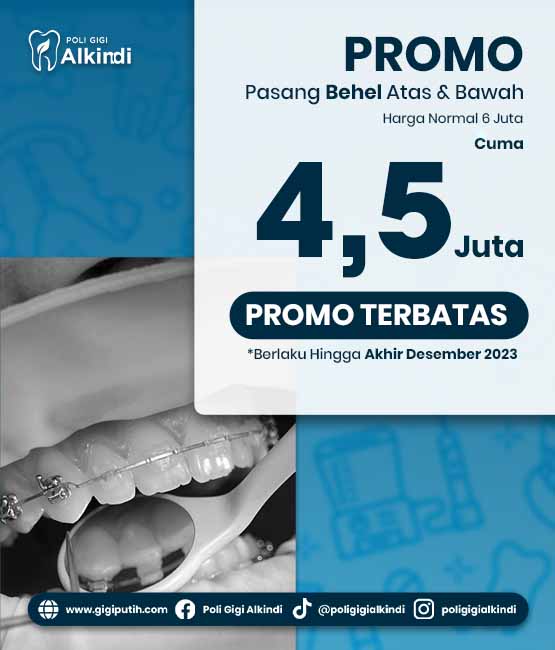 POLI GIGI
Alkindi
PROMO
Pasang Behel Atas & Bawah
Harga Normal 6 Juta
Cuma
4,5 Juta
PROMO TERBATAS
*Berlaku Hingga Akhir Desember 2023
www.gigiputih.com Poli Gigi Alkindi @poligigialkindi poligigialkindi